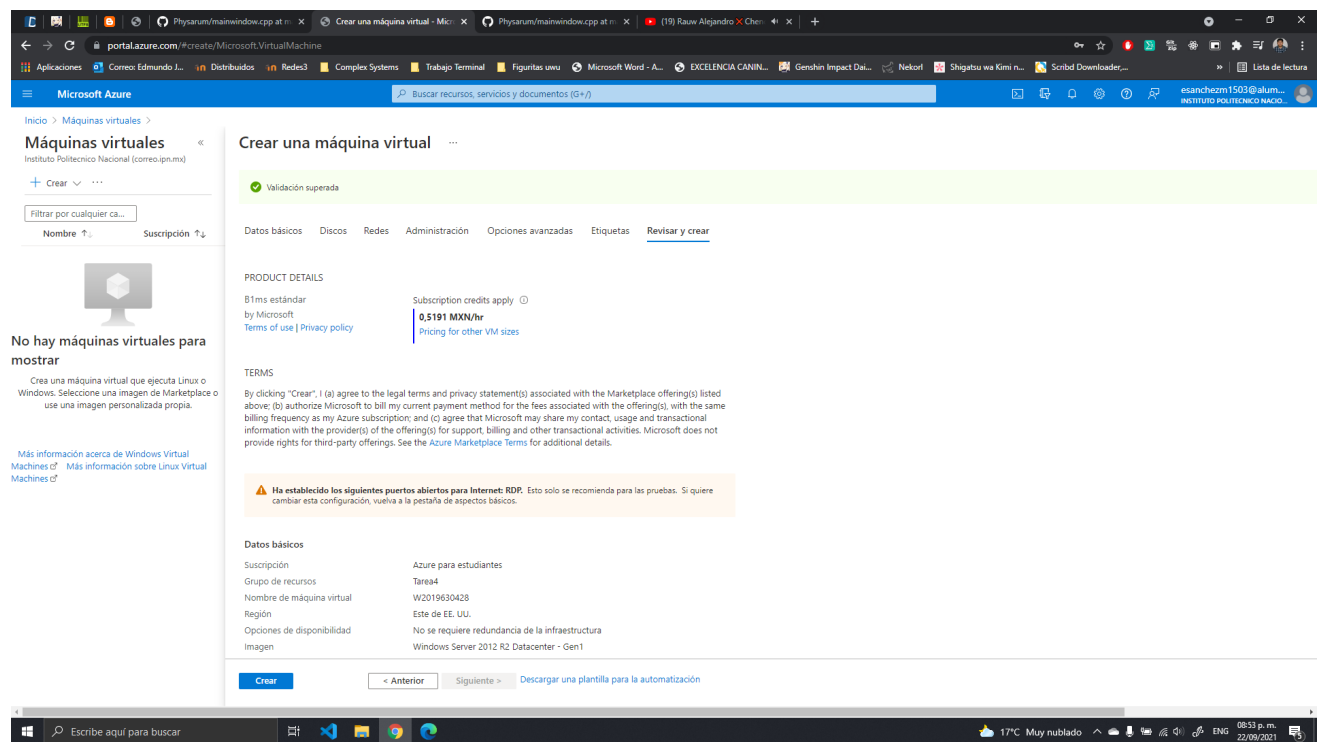 Physarum/mainwindow.cpp at m
Crear una máquina virtual - Micr
Physarum/mainwindow.cpp at m
(19) Rauw Alejandro ❌ Chen
portal.azure.com/#create/Microsoft.VirtualMachine
Aplicaciones
Correo: Edmundo J...
Distribuidos
Redes3
Complex Systems
Trabajo Terminal
Figuritas uwu
Microsoft Word - A...
EXCELENCIA CANIN...
Genshin Impact Dai...
Nekorl
Shigatsu wa Kimi n...
Scribd Downloader,...
»
Lista de lectura
Microsoft Azure
Buscar recursos, servicios y documentos (G+/)
esanchezm1503@alum...
INSTITUTO POLITECNICO NACIO...
Inicio > Máquinas virtuales >
Máquinas virtuales «
Instituto Politecnico Nacional (correo.ipn.mx)
+ Crear ···
Filtrar por cualquier ca...
Nombre ↑↓ Suscripción ↑↓
No hay máquinas virtuales para
mostrar
Crea una máquina virtual que ejecuta Linux o
Windows. Seleccione una imagen de Marketplace o
use una imagen personalizada propia.
Más información acerca de Windows Virtual
Machines Más información sobre Linux Virtual
Machines
Crear una máquina virtual ···
Validación superada
Datos básicos Discos Redes Administración Opciones avanzadas Etiquetas Revisar y crear
PRODUCT DETAILS
B1ms estándar
by Microsoft
Terms of use | Privacy policy
Subscription credits apply
0,5191 MXN/hr
Pricing for other VM sizes
TERMS
By clicking "Crear", I (a) agree to the legal terms and privacy statement(s) associated with the Marketplace offering(s) listed
above; (b) authorize Microsoft to bill my current payment method for the fees associated with the offering(s), with the same
billing frequency as my Azure subscription; and (c) agree that Microsoft may share my contact, usage and transactional
information with the provider(s) of the offering(s) for support, billing and other transactional activities. Microsoft does not
provide rights for third-party offerings. See the Azure Marketplace Terms for additional details.
Ha establecido los siguientes puertos abiertos para Internet: RDP. Esto solo se recomienda para las pruebas. Si quiere
cambiar esta configuración, vuelva a la pestaña de aspectos básicos.
Datos básicos
Suscripción Azure para estudiantes
Grupo de recursos Tarea4
Nombre de máquina virtual W2019630428
Región Este de EE. UU.
Opciones de disponibilidad No se requiere redundancia de la infraestructura
Imagen Windows Server 2012 R2 Datacenter - Gen1
Crear
< Anterior
Siguiente >
Descargar una plantilla para la automatización
Escribe aquí para buscar
17°C Muy nublado
ENG
08:53 p. m.
22/09/2021